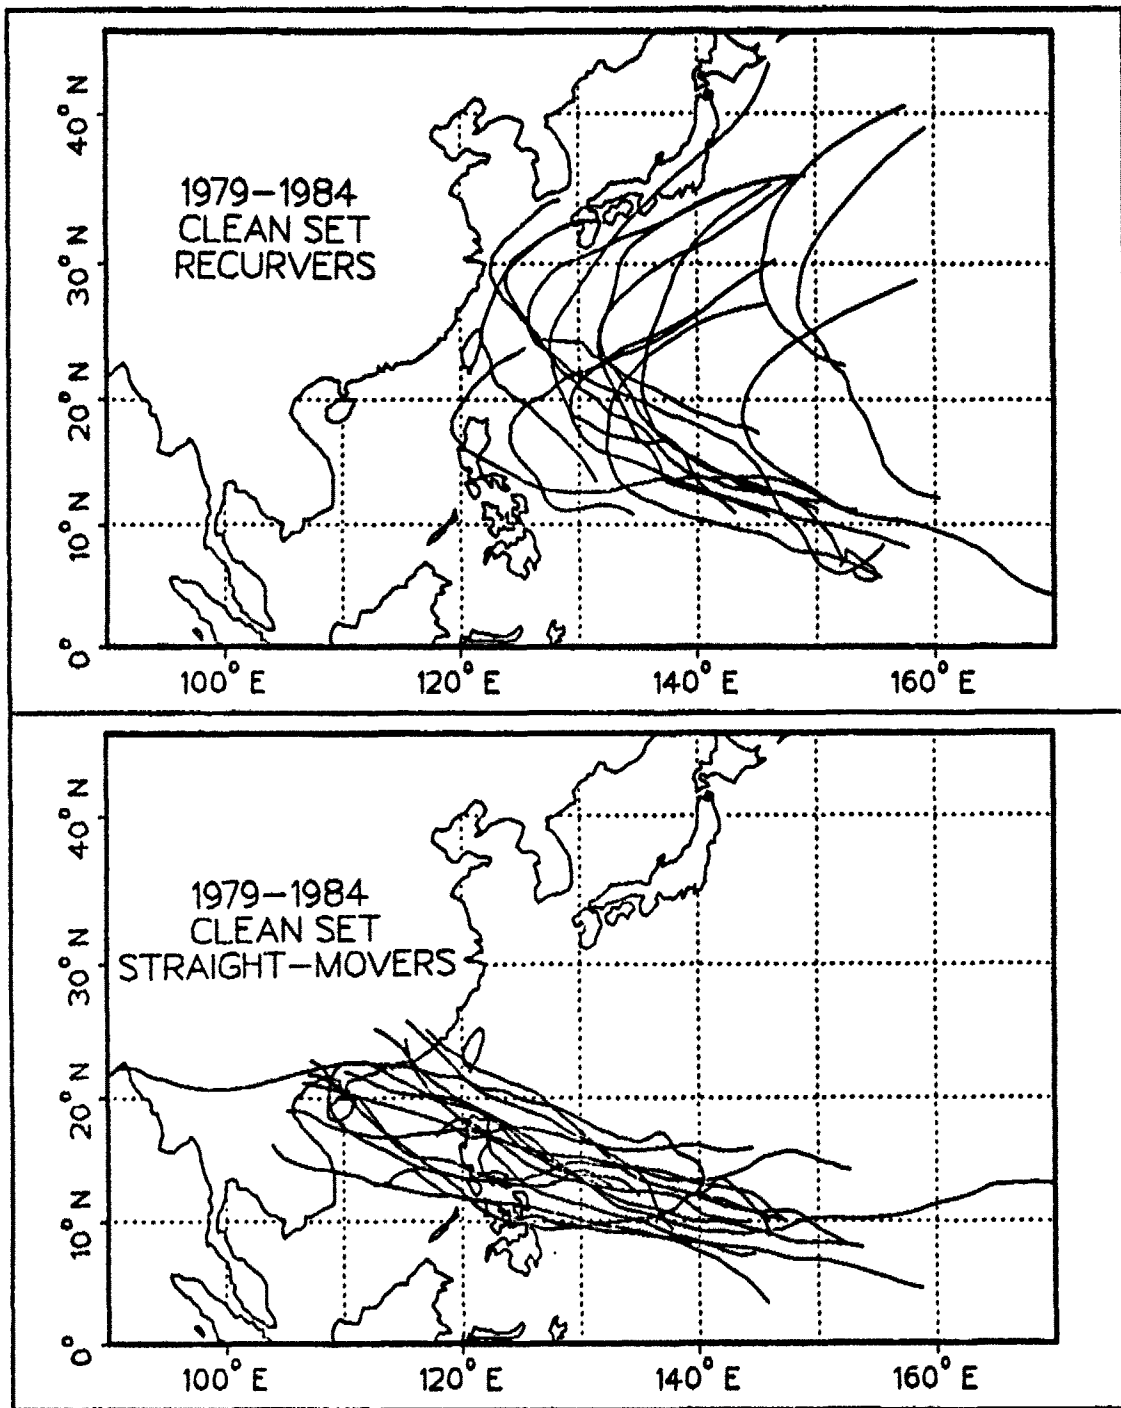 40° N
30° N
20° N
10° N
0°
1979-1984
CLEAN SET
RECURVERS
100° E 120° E 140° E 160° E
40° N
30° N
20° N
10° N
0°
1979-1984
CLEAN SET
STRAIGHT-MOVERS
100° E 120° E 140° E 160° E